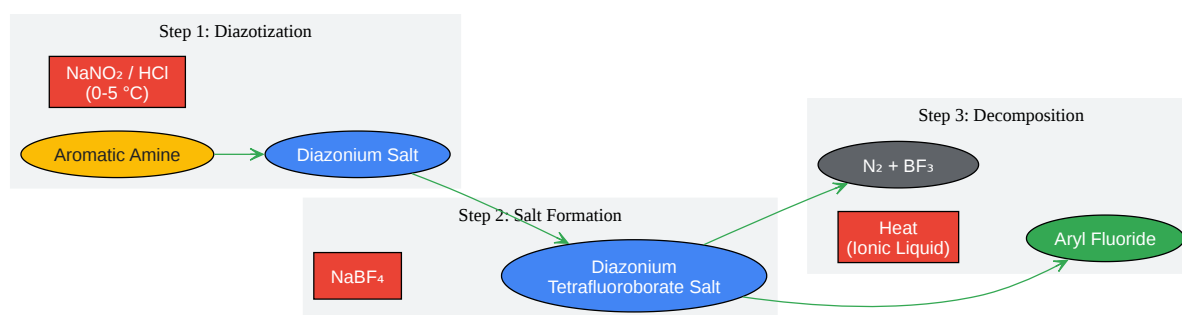 Step 1: Diazotization
NaNO₂ / HCl
(0-5 °C)
Aromatic Amine
Diazonium Salt
Step 2: Salt Formation
NaBF₄
Diazonium
Tetrafluoroborate Salt
Step 3: Decomposition
N₂ + BF₃
Heat
(Ionic Liquid)
Aryl Fluoride